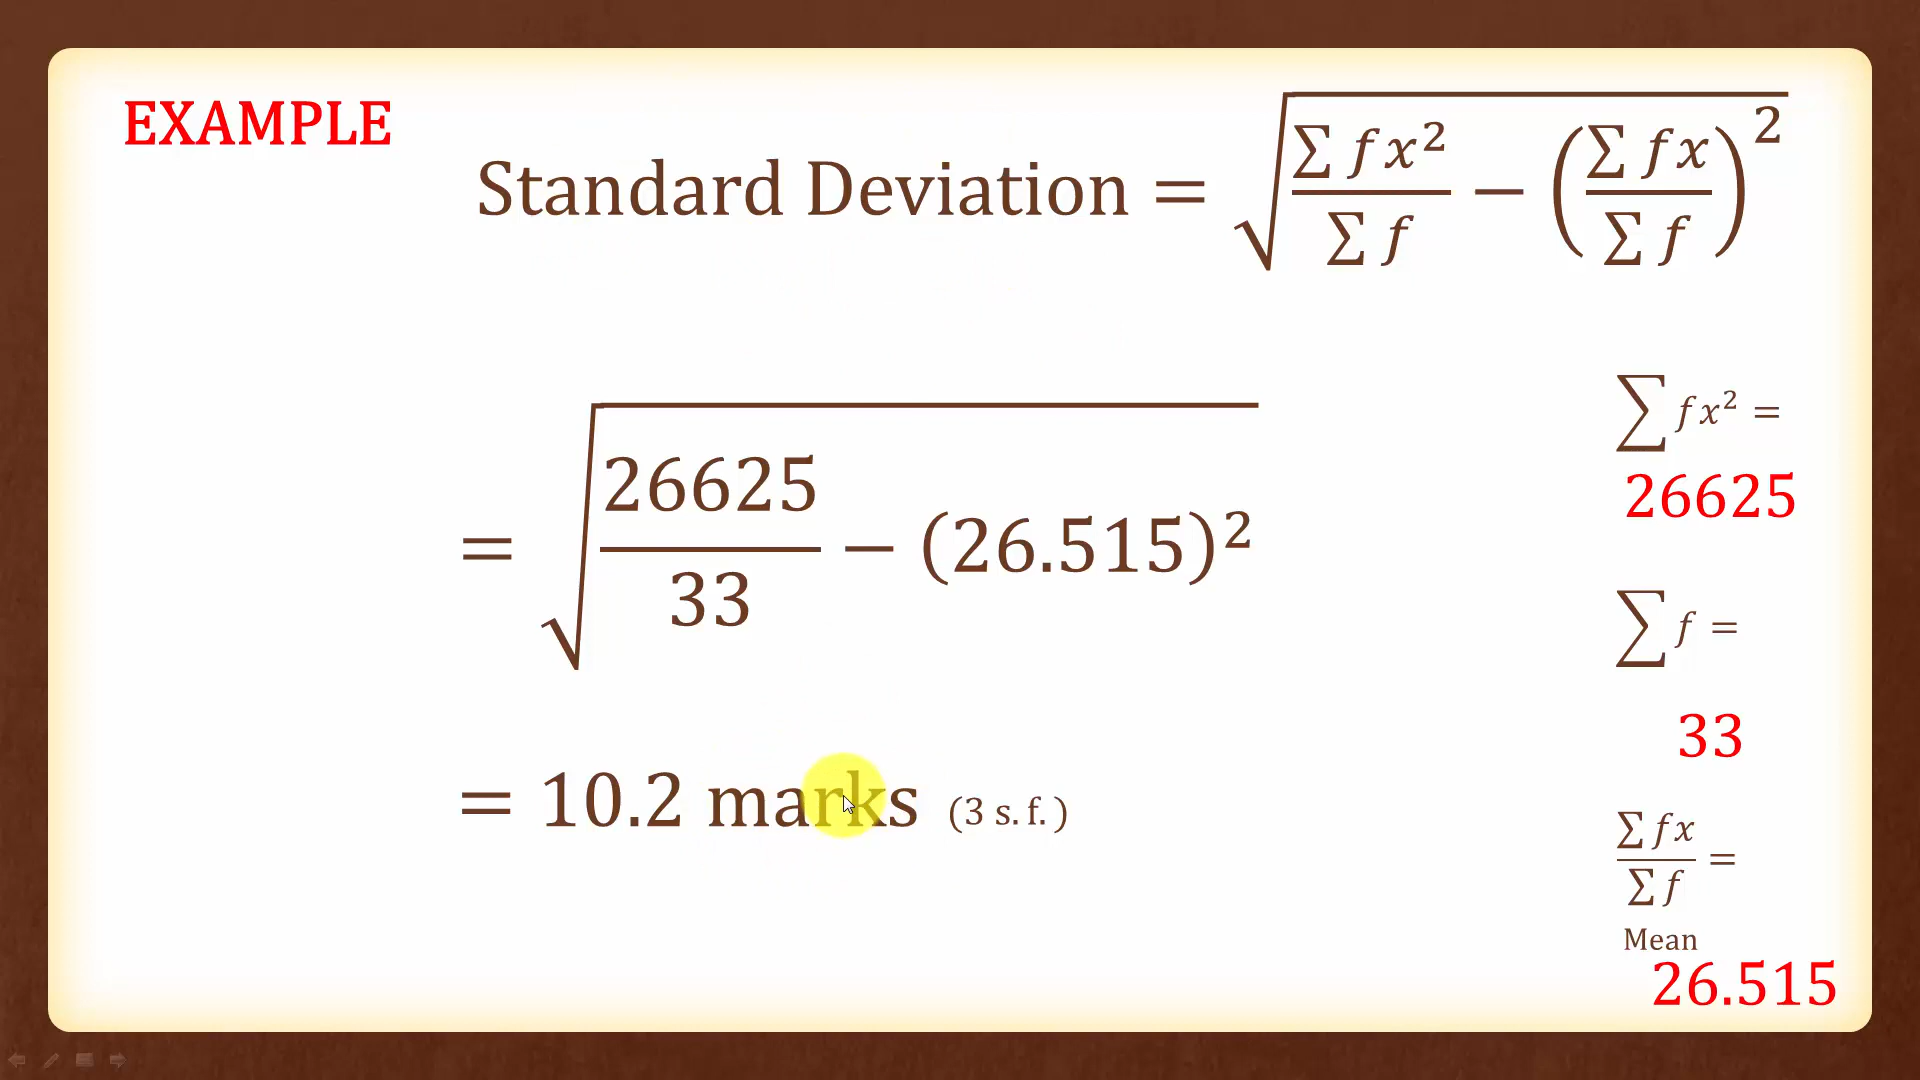 EXAMPLE
Standard Deviation = √(∑fx²/∑f − (∑fx/∑f)²)
= √(26625/33 − (26.515)²)
= 10.2 marks (3 s.f.)
∑fx² =
26625
∑f =
33
∑fx/∑f =
Mean
26.515